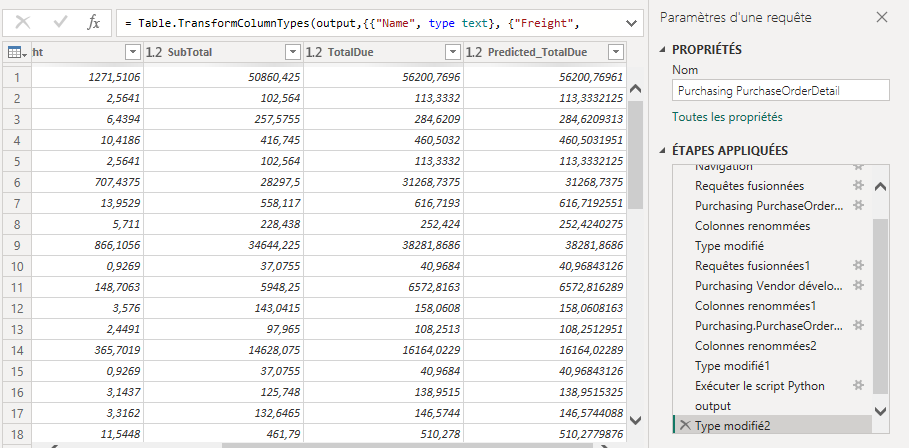 = Table.TransformColumnTypes(output,{{"Name", type text}, {"Freight",
ht 1.2 SubTotal 1.2 TotalDue 1.2 Predicted_TotalDue
1 1271,5106 50860,425 56200,7696 56200,76961
2 2,5641 102,564 113,3332 113,3332125
3 6,4394 257,5755 284,6209 284,6209313
4 10,4186 416,745 460,5032 460,5031951
5 2,5641 102,564 113,3332 113,3332125
6 707,4375 28297,5 31268,7375 31268,7375
7 13,9529 558,117 616,7193 616,7192551
8 5,711 228,438 252,424 252,4240275
9 866,1056 34644,225 38281,8686 38281,8686
10 0,9269 37,0755 40,9684 40,96843126
11 148,7063 5948,25 6572,8163 6572,816289
12 3,576 143,0415 158,0608 158,0608163
13 2,4491 97,965 108,2513 108,2512951
14 365,7019 14628,075 16164,0229 16164,02289
15 0,9269 37,0755 40,9684 40,96843126
16 3,1437 125,748 138,9515 138,9515325
17 3,3162 132,6465 146,5744 146,5744088
18 11,5448 461,79 510,278 510,2779876
Paramètres d'une requête
PROPRIÉTÉS
Nom
Purchasing PurchaseOrderDetail
Toutes les propriétés
ÉTAPES APPLIQUÉES
Navigation
Requêtes fusionnées
Purchasing PurchaseOrder...
Colonnes renommées
Type modifié
Requêtes fusionnées1
Purchasing Vendor dévelo...
Colonnes renommées1
Purchasing.PurchaseOrder...
Colonnes renommées2
Type modifié1
Exécuter le script Python
output
Type modifié2